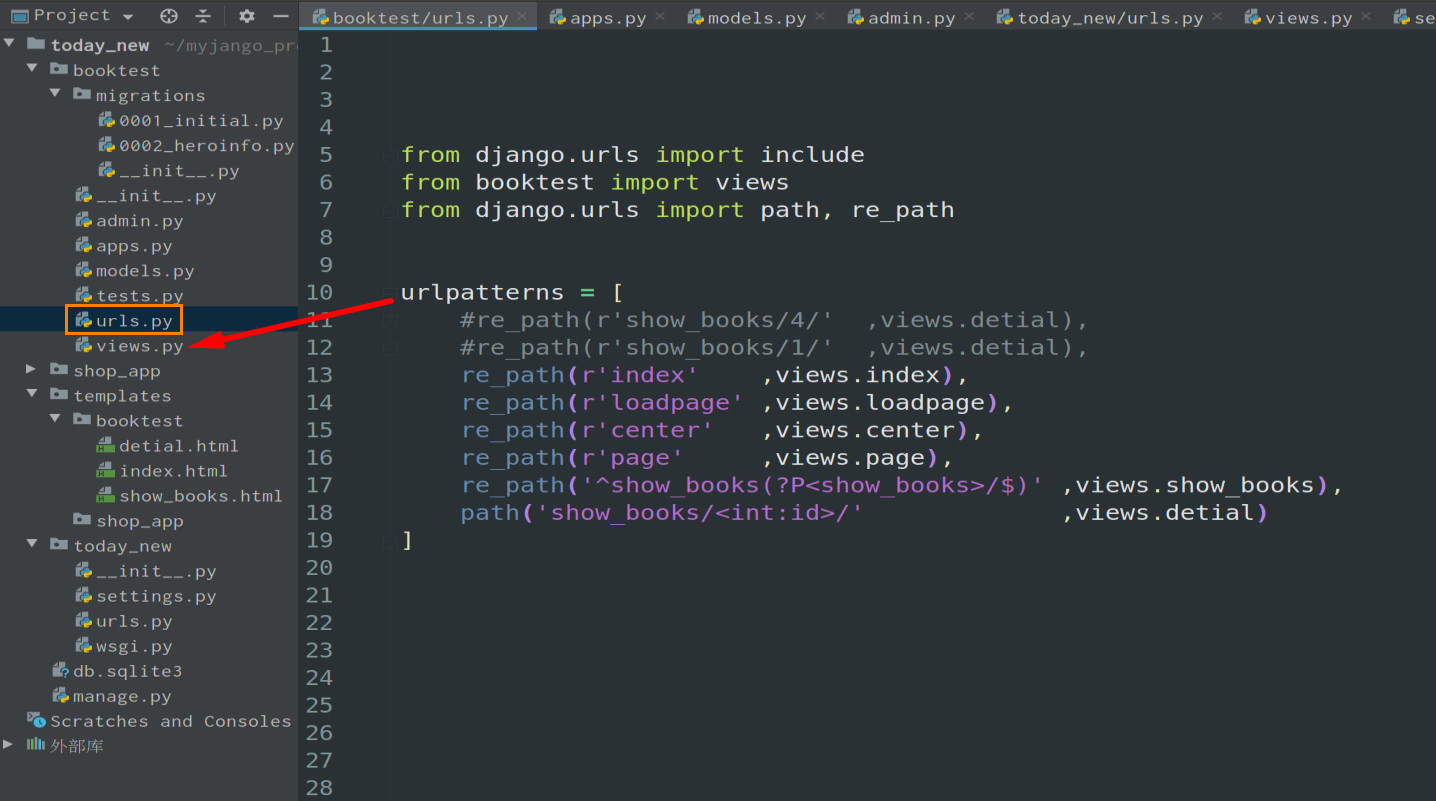 Project
booktest/urls.py
apps.py
models.py
admin.py
today_new/urls.py
views.py
se
today_new ~/myjango_pr
booktest
migrations
0001_initial.py
0002_heroinfo.py
__init__.py
__init__.py
admin.py
apps.py
models.py
tests.py
urls.py
views.py
shop_app
templates
booktest
detial.html
index.html
show_books.html
shop_app
today_new
__init__.py
settings.py
urls.py
wsgi.py
db.sqlite3
manage.py
Scratches and Consoles
外部库
1
2
3
4
5 from django.urls import include
6 from booktest import views
7 from django.urls import path, re_path
8
9
10 urlpatterns = [
11 #re_path(r'show_books/4/' ,views.detial),
12 #re_path(r'show_books/1/' ,views.detial),
13 re_path(r'index' ,views.index),
14 re_path(r'loadpage' ,views.loadpage),
15 re_path(r'center' ,views.center),
16 re_path(r'page' ,views.page),
17 re_path('^show_books(?P<show_books>/$)' ,views.show_books),
18 path('show_books/<int:id>/' ,views.detial)
19 ]
20
21
22
23
24
25
26
27
28